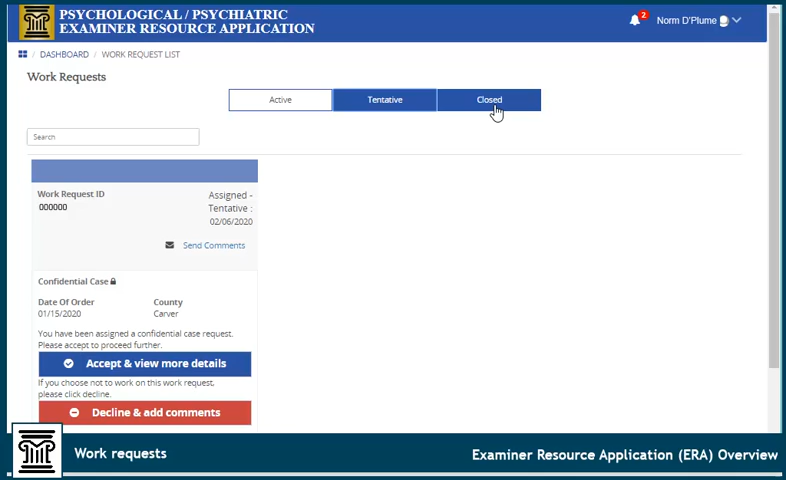 PSYCHOLOGICAL / PSYCHIATRIC
EXAMINER RESOURCE APPLICATION
2
Norm D'Plume
/ DASHBOARD / WORK REQUEST LIST
Work Requests
Active
Tentative
Closed
Search
Work Request ID
000000
Assigned -
Tentative :
02/06/2020
Send Comments
Confidential Case
Date Of Order
County
01/15/2020
Carver
You have been assigned a confidential case request.
Please accept to proceed further.
Accept & view more details
If you choose not to work on this work request,
please click decline.
Decline & add comments
Work requests
Examiner Resource Application (ERA) Overview